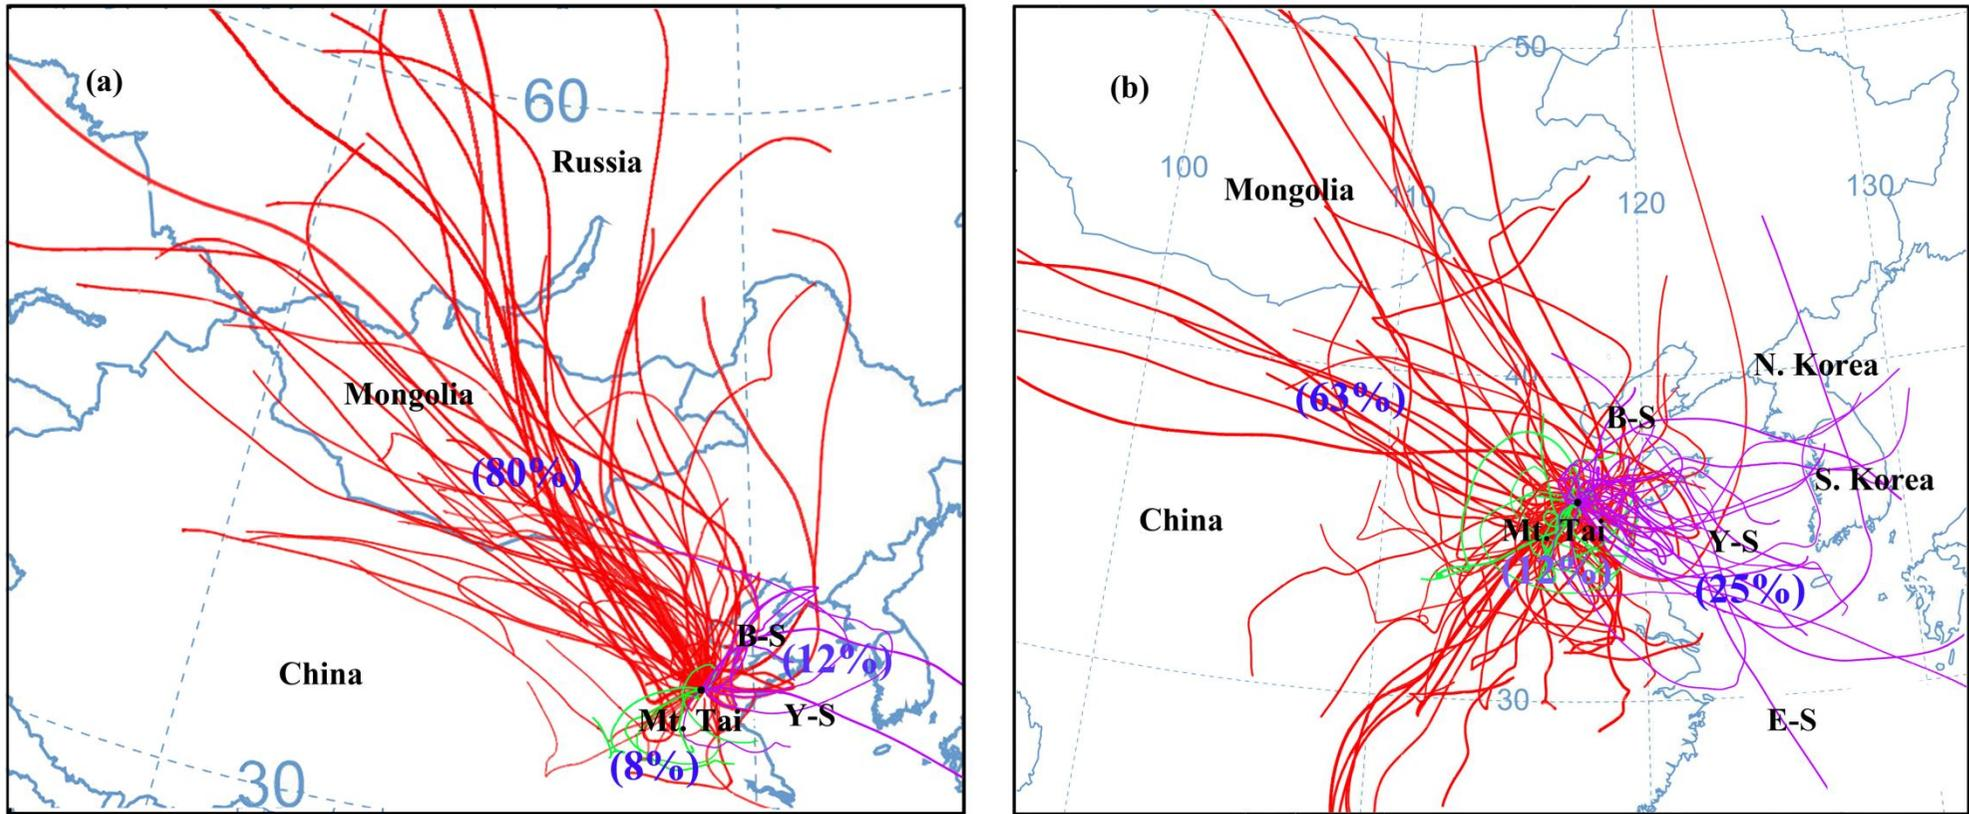 (a)
60
Russia
Mongolia
(80%)
B-S
(12%)
China
Mt. Tai
Y-S
(8%)
30
(b)
50
100
Mongolia
110
130
120
N. Korea
40
(63%)
B-S
S. Korea
China
Mt. Tai
Y-S
(12%)
(25%)
30
E-S